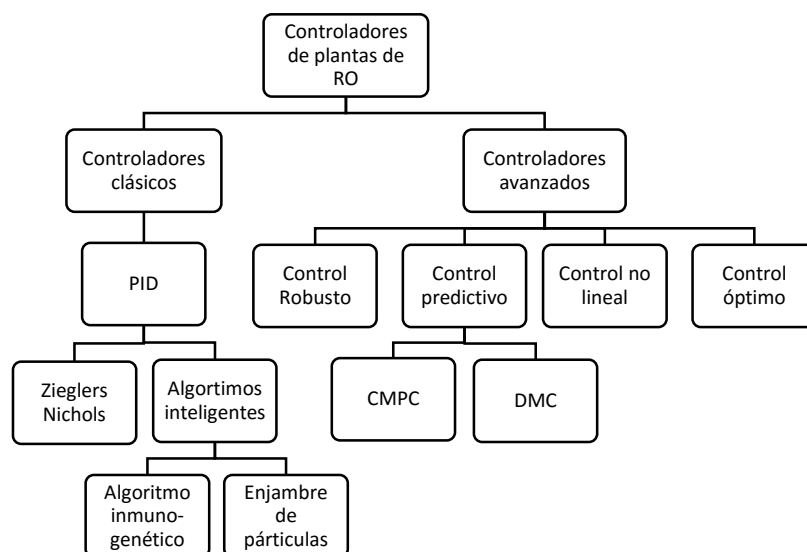 Controladores
de plantas de
RO
Controladores
clásicos
Controladores
avanzados
PID
Control
Robusto
Control
predictivo
Control no
lineal
Control
óptimo
Zieglers
Nichols
Algortimos
inteligentes
CMPC
DMC
Algoritmo
inmuno-
genético
Enjambre
de
párticulas